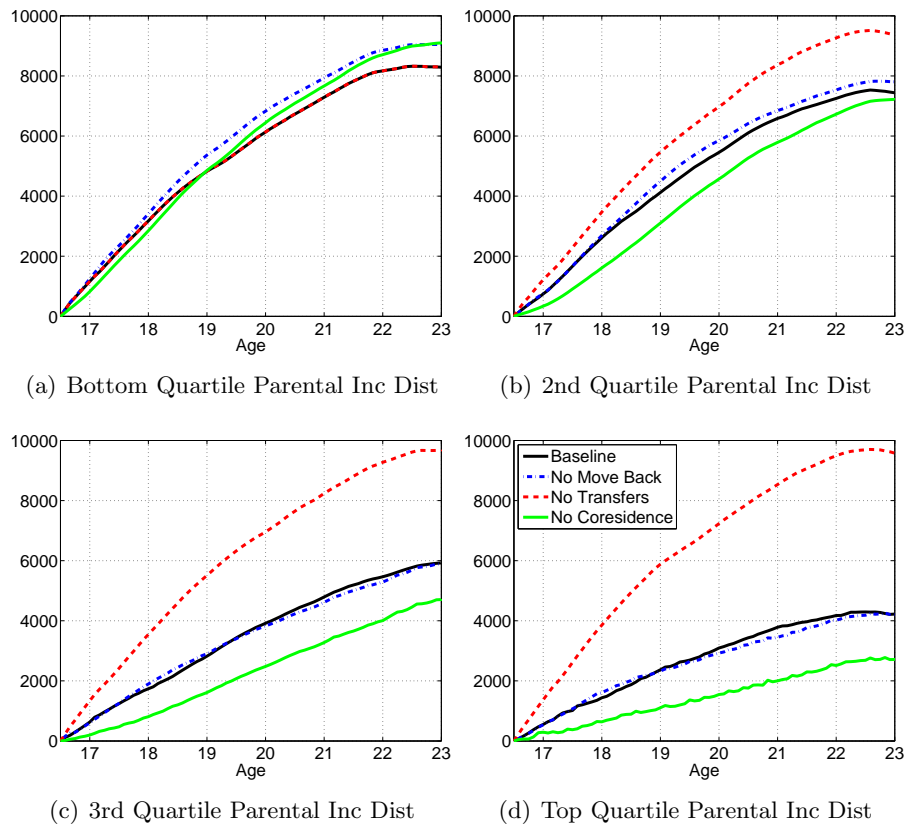 10000
8000
6000
4000
2000
0
17 18 19 20 21 22 23
Age
(a) Bottom Quartile Parental Inc Dist
10000
8000
6000
4000
2000
0
17 18 19 20 21 22 23
Age
(b) 2nd Quartile Parental Inc Dist
10000
8000
6000
4000
2000
0
17 18 19 20 21 22 23
Age
(c) 3rd Quartile Parental Inc Dist
10000
8000
6000
4000
2000
0
Baseline
No Move Back
No Transfers
No Coresidence
17 18 19 20 21 22 23
Age
(d) Top Quartile Parental Inc Dist